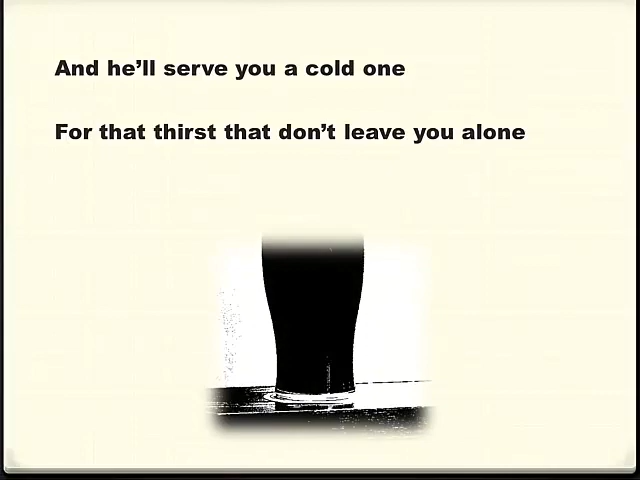 And he’ll serve you a cold one
For that thirst that don’t leave you alone